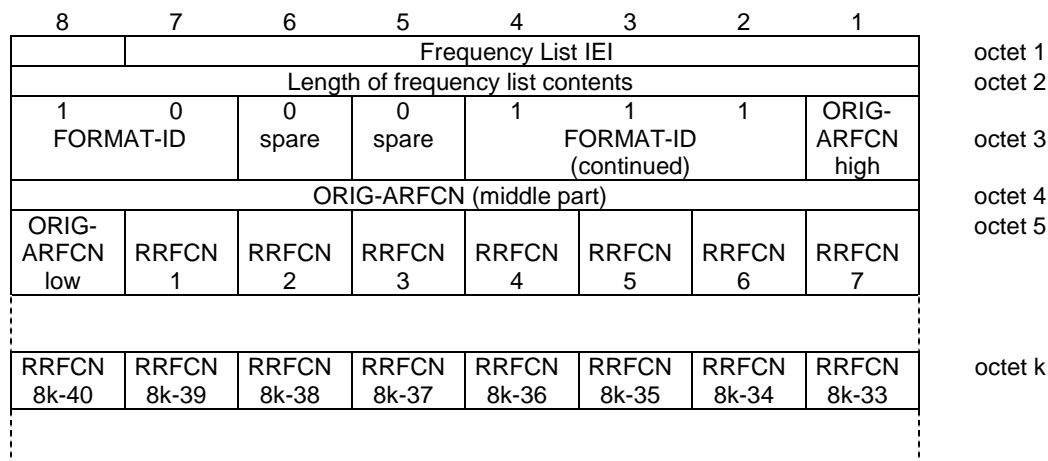 8 7 6 5 4 3 2 1
Frequency List IEI octet 1
Length of frequency list contents octet 2
1 0 0 0 1 1 1 ORIG-
FORMAT-ID spare spare FORMAT-ID ARFCN octet 3
(continued) high
ORIG-ARFCN (middle part) octet 4
ORIG- octet 5
ARFCN RRFCN RRFCN RRFCN RRFCN RRFCN RRFCN RRFCN
low 1 2 3 4 5 6 7
RRFCN RRFCN RRFCN RRFCN RRFCN RRFCN RRFCN RRFCN octet k
8k-40 8k-39 8k-38 8k-37 8k-36 8k-35 8k-34 8k-33